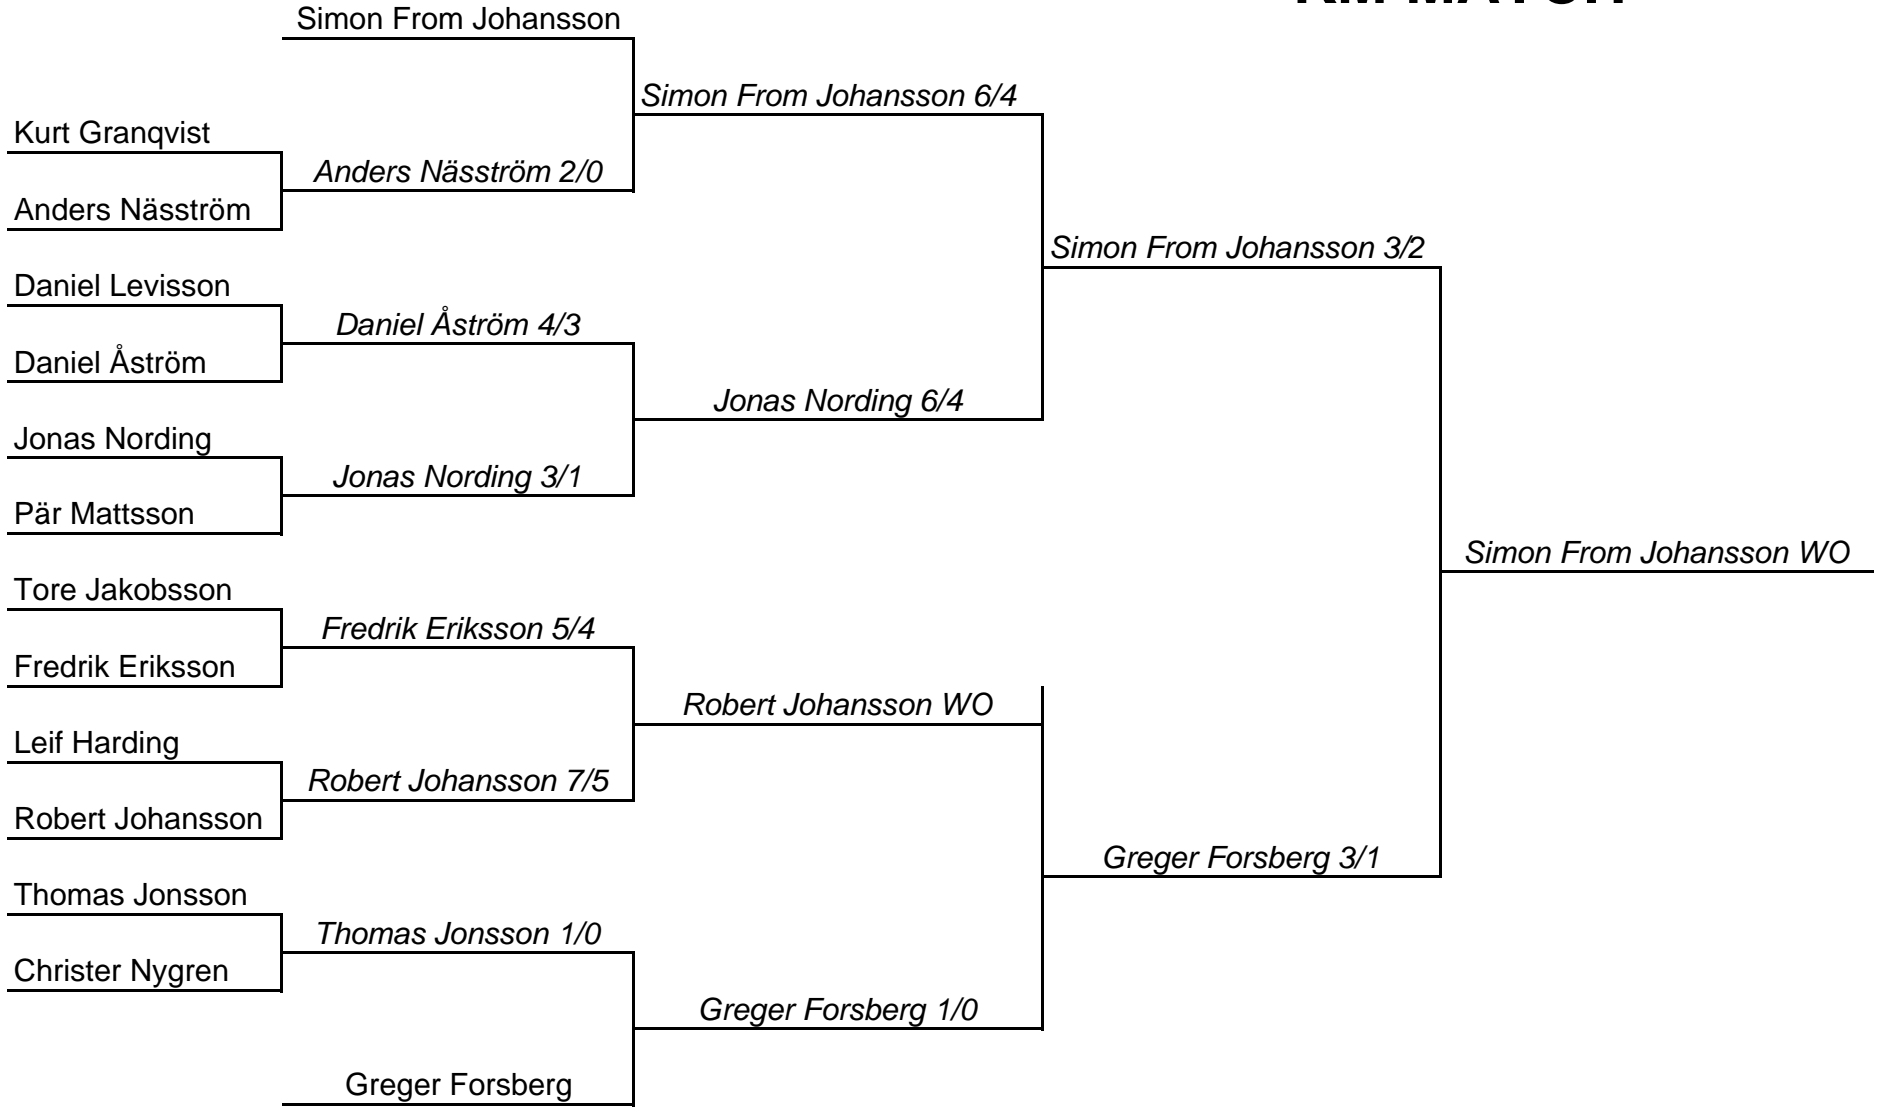 KM MATCH
Simon From Johansson
Simon From Johansson 6/4
Kurt Granqvist
Anders Näsström 2/0
Anders Näsström
Simon From Johansson 3/2
Daniel Levisson
Daniel Åström 4/3
Daniel Åström
Jonas Nording 6/4
Jonas Nording
Jonas Nording 3/1
Pär Mattsson
Simon From Johansson WO
Tore Jakobsson
Fredrik Eriksson 5/4
Fredrik Eriksson
Robert Johansson WO
Leif Harding
Robert Johansson 7/5
Robert Johansson
Greger Forsberg 3/1
Thomas Jonsson
Thomas Jonsson 1/0
Christer Nygren
Greger Forsberg 1/0
Greger Forsberg